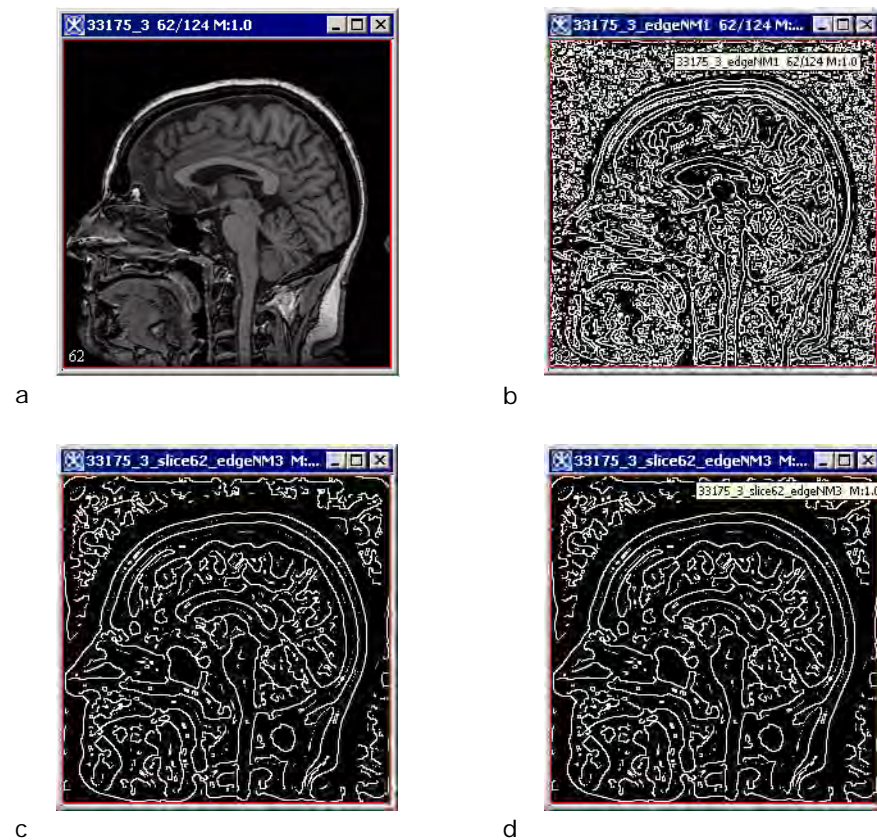 33175_3 62/124 M:1.0
62
a
33175_3_edgeNM1 62/124 M:...
33175_3_edgeNM1 62/124 M:1.0
b
33175_3_slice62_edgeNM3 M:...
c
33175_3_slice62_edgeNM3 M:...
33175_3_slice62_edgeNM3 M:1.0
d